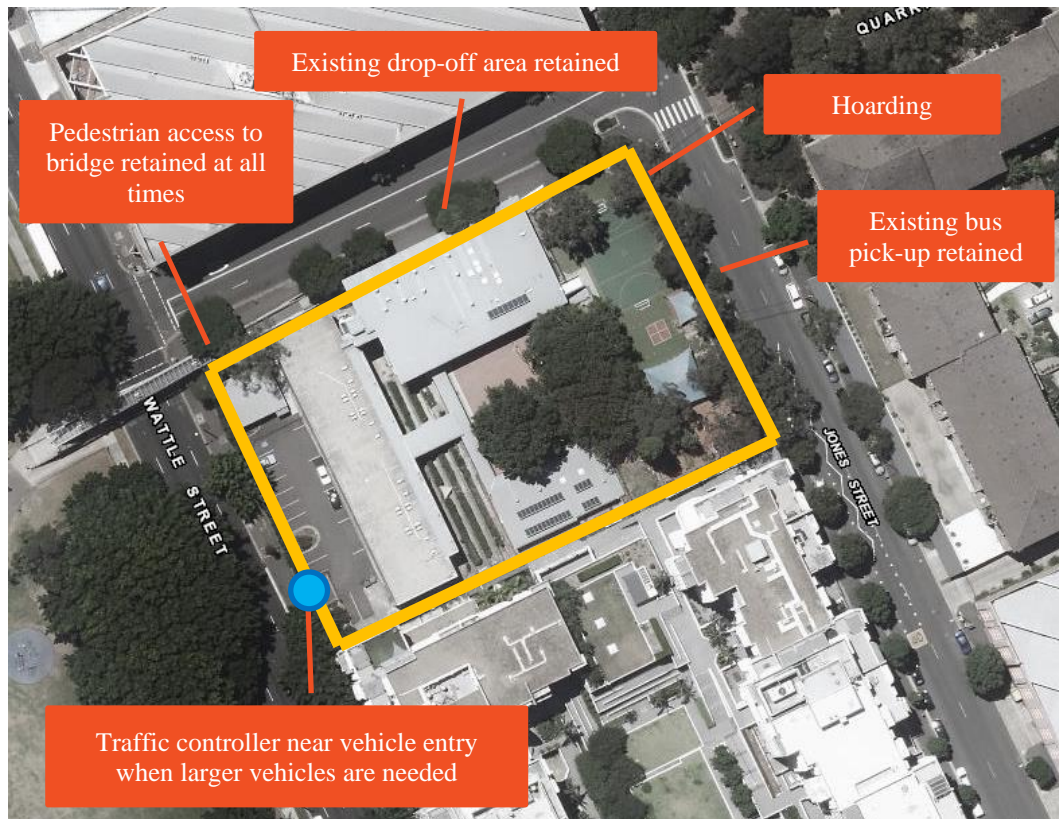 QUARR
Existing drop-off area retained
Hoarding
Pedestrian access to
bridge retained at all
times
Existing bus
pick-up retained
WATTLE STREET
JONES STREET
Traffic controller near vehicle entry
when larger vehicles are needed